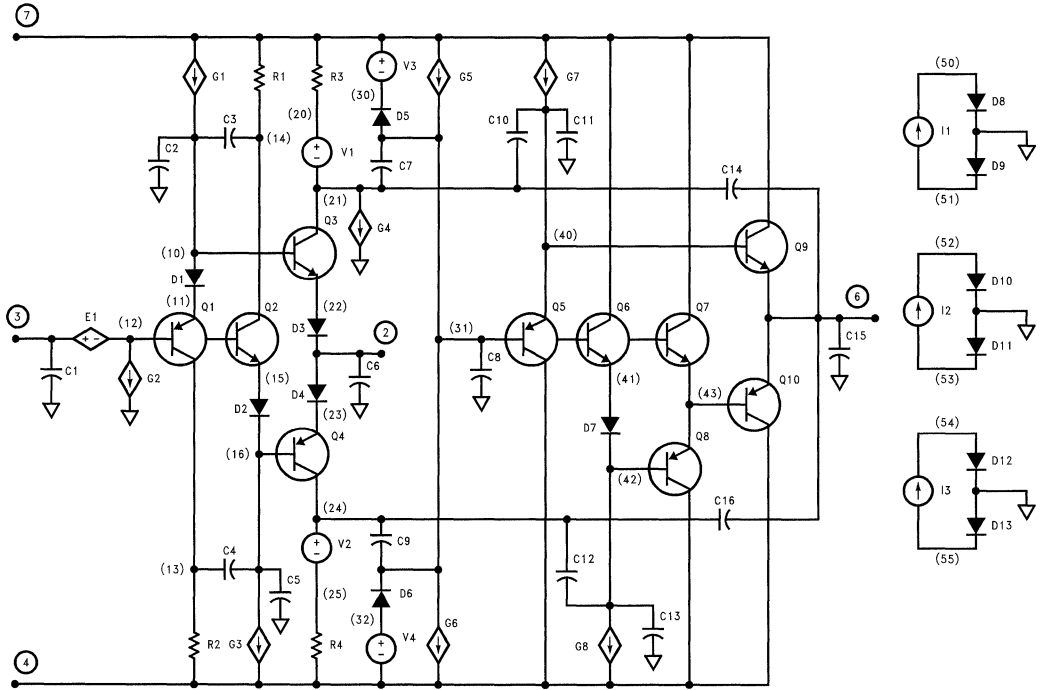 7
G1
R1
R3
V3
G5
G7
(50)
D8
(30)
(20)
D5
C3
C10
C11
C2
(14)
V1
C7
I1
D9
C14
(21)
(51)
Q3
G4
(40)
(10)
Q9
(52)
D1
(22)
D10
(11)
Q1
Q2
Q5
Q6
Q7
6
3
E1
(12)
D3
2
(31)
I2
C1
G2
C8
C15
D11
C6
(15)
(41)
(53)
D2
D4
(43)
Q10
(23)
D7
Q4
Q8
(54)
(16)
(42)
D12
C16
I3
(24)
V2
C9
D13
C12
(13)
C4
C5
(25)
D6
(55)
(32)
C13
R2
G3
R4
V4
G6
G8
4